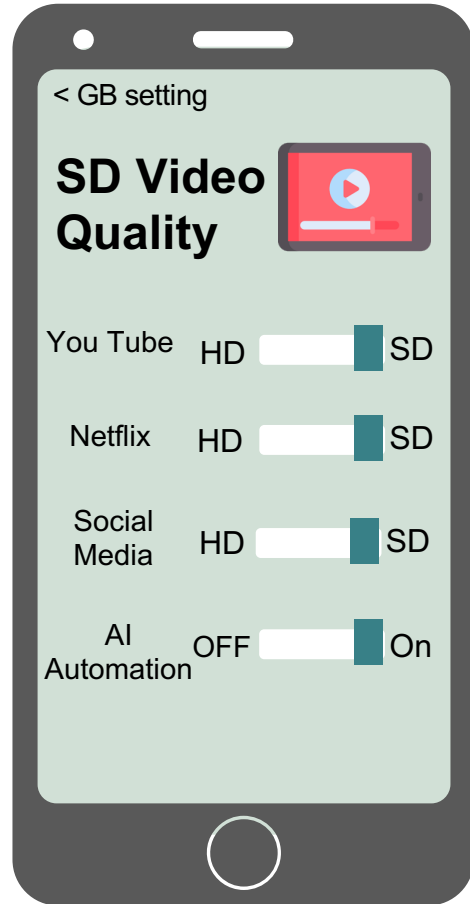 < GB setting
SD Video
Quality
You Tube HD SD
Netflix HD SD
Social
Media HD SD
AI
Automation OFF On